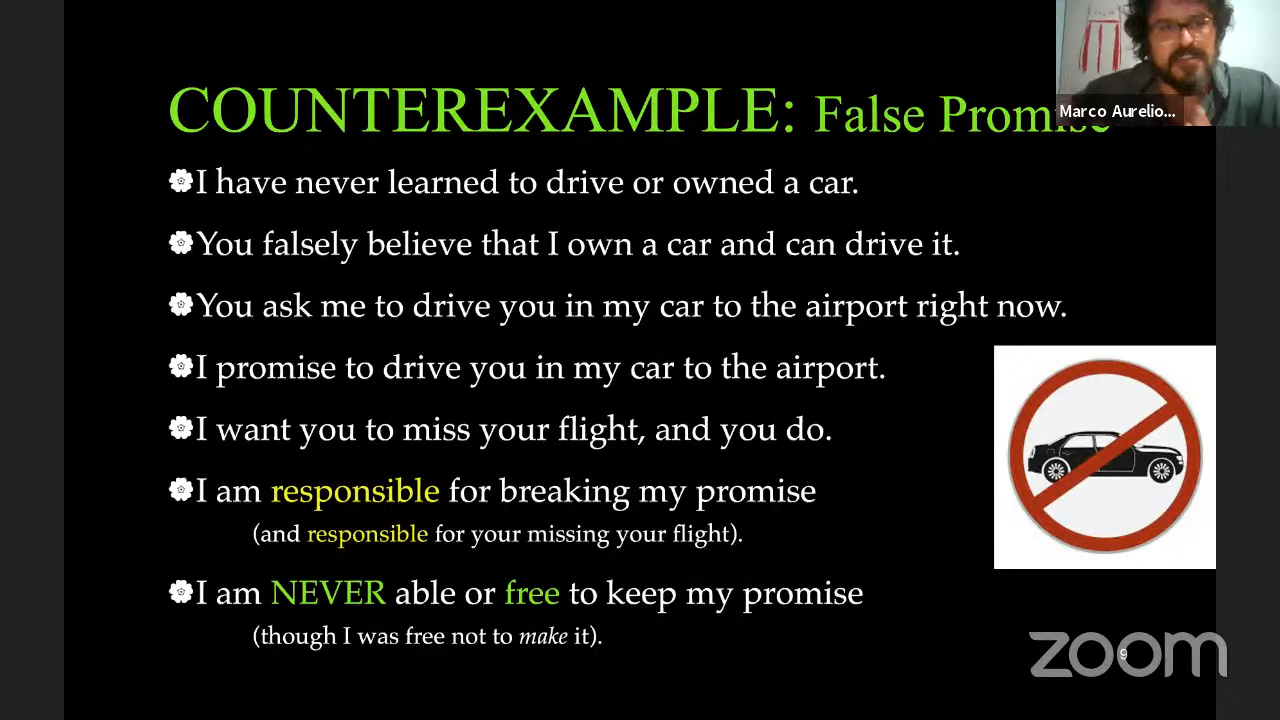 COUNTEREXAMPLE: False Promise
Marco Aurelio...
I have never learned to drive or owned a car.
You falsely believe that I own a car and can drive it.
You ask me to drive you in my car to the airport right now.
I promise to drive you in my car to the airport.
I want you to miss your flight, and you do.
I am responsible for breaking my promise
(and responsible for your missing your flight).
I am NEVER able or free to keep my promise
(though I was free not to make it).
9
zoom